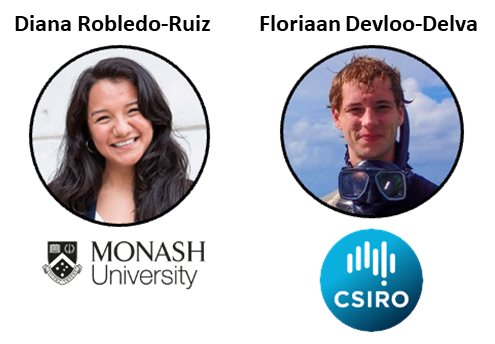 Diana Robledo-Ruiz
Floriaan Devloo-Delva
MONASH
University
CSIRO